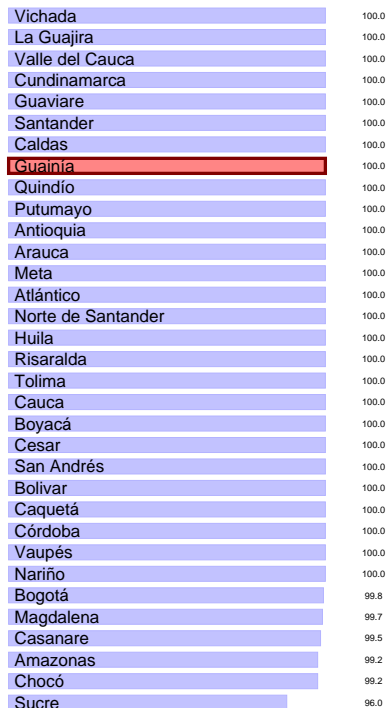 Vichada 100.0
La Guajira 100.0
Valle del Cauca 100.0
Cundinamarca 100.0
Guaviare 100.0
Santander 100.0
Caldas 100.0
Guainía 100.0
Quindío 100.0
Putumayo 100.0
Antioquia 100.0
Arauca 100.0
Meta 100.0
Atlántico 100.0
Norte de Santander 100.0
Huila 100.0
Risaralda 100.0
Tolima 100.0
Cauca 100.0
Boyacá 100.0
Cesar 100.0
San Andrés 100.0
Bolivar 100.0
Caquetá 100.0
Córdoba 100.0
Vaupés 100.0
Nariño 100.0
Bogotá 99.8
Magdalena 99.7
Casanare 99.5
Amazonas 99.2
Chocó 99.2
Sucre 96.0